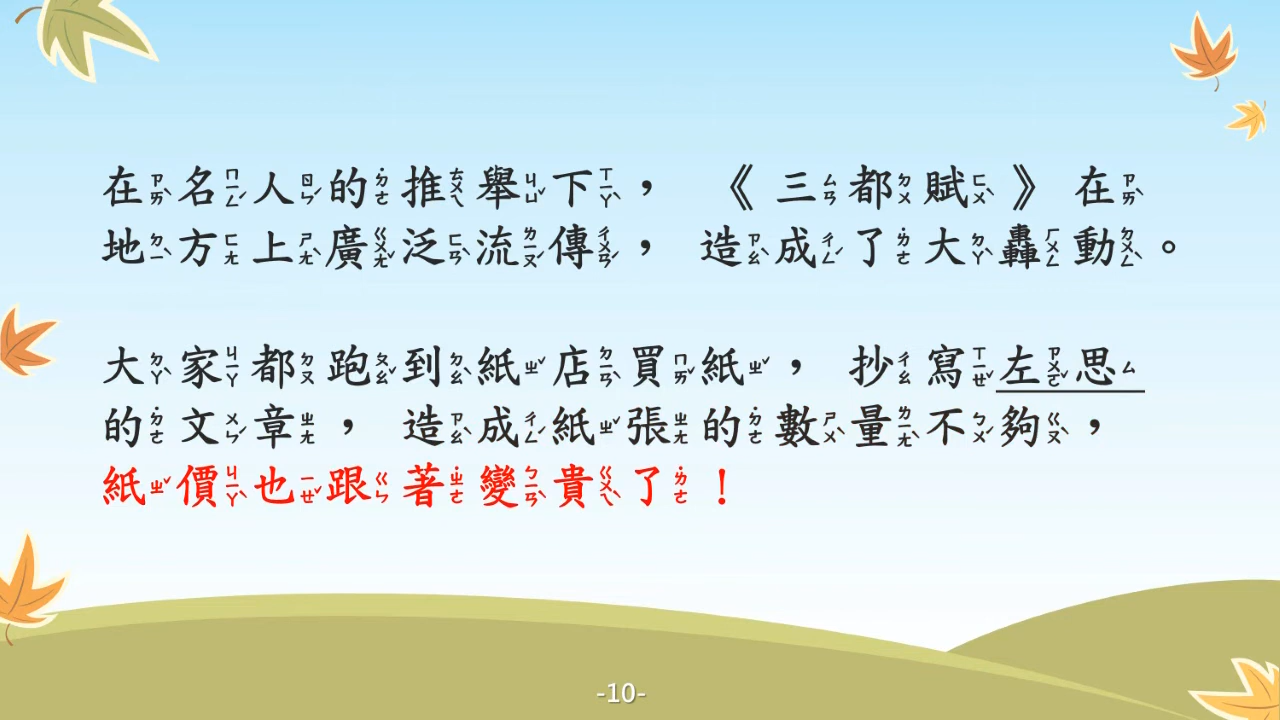 在名人的推舉下，《三都賦》在
地方上廣泛流傳，造成了大轟動。
大家都跑到紙店買紙，抄寫左思
的文章，造成紙張的數量不夠，
紙價也跟著變貴了！
-10-